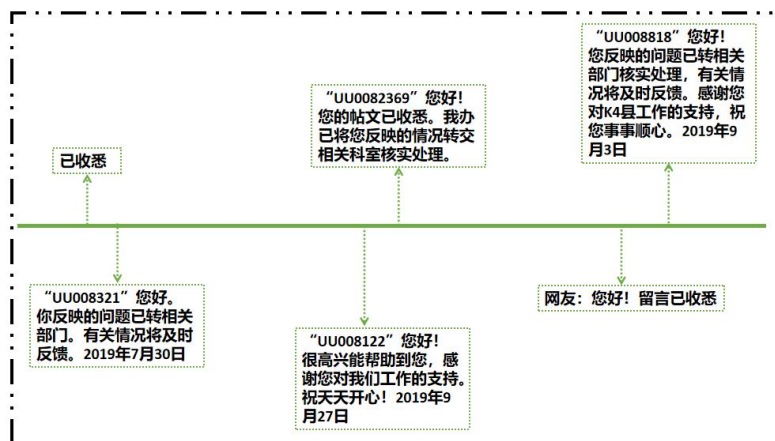 “UU008818”您好！
您反映的问题已转相关
部门核实处理，有关情
况将及时反馈。感谢您
对K4县工作的支持，祝
您事事顺心。2019年9
月3日
“UU0082369”您好！
您的帖文已收悉。我办
已将您反映的情况转交
相关科室核实处理。
已收悉
“UU008321”您好。
你反映的问题已转相关
部门。有关情况将及时
反馈。2019年7月30日
“UU008122”您好！
很高兴能帮助到您，感
谢您对我们工作的支持。
祝天天开心！2019年9
月27日
网友：您好！留言已收悉